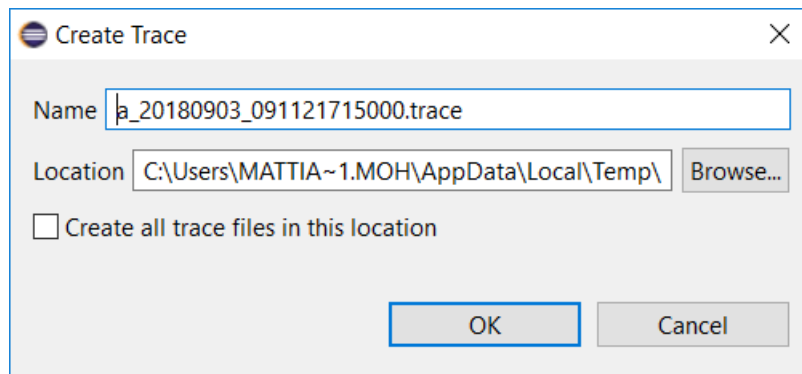 Create Trace
Name a_20180903_091121715000.trace
Location C:\Users\MATTIA~1.MOH\AppData\Local\Temp\ Browse...
Create all trace files in this location
OK Cancel